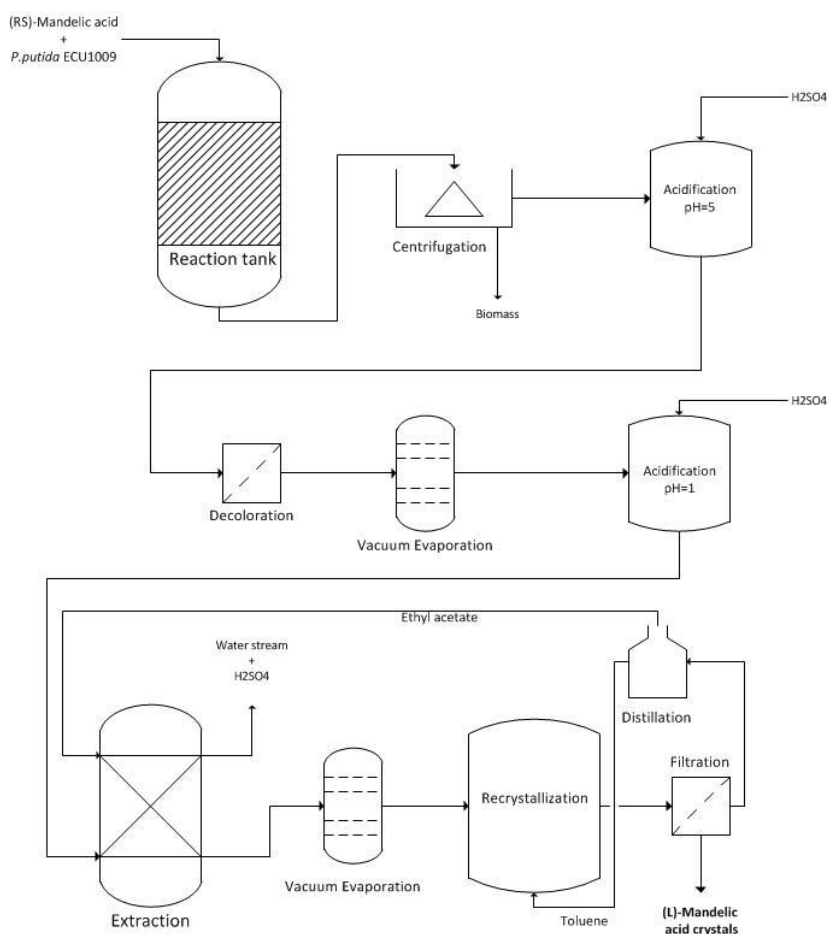 (RS)-Mandelic acid
+
P.putida ECU1009
H2SO4
Acidification
pH=5
Reaction tank
Centrifugation
Biomass
H2SO4
Acidification
pH=1
Decoloration
Vacuum Evaporation
Ethyl acetate
Water stream
+
H2SO4
Distillation
Filtration
Recrystallization
Vacuum Evaporation
Extraction
Toluene
(L)-Mandelic
acid crystals